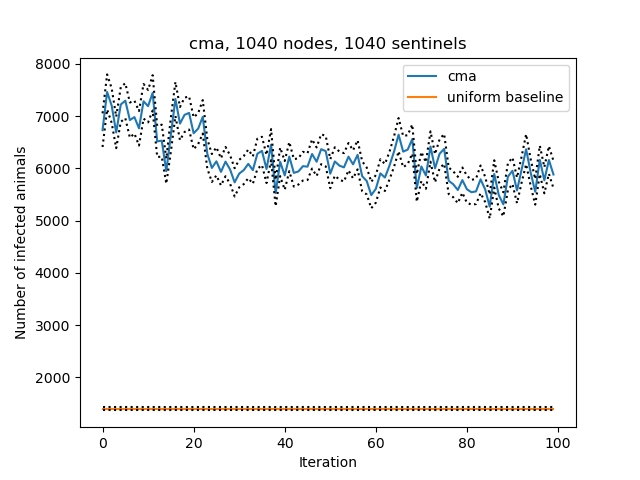 cma, 1040 nodes, 1040 sentinels
cma
uniform baseline
8000
7000
6000
5000
4000
3000
2000
Number of infected animals
0 20 40 60 80 100
Iteration